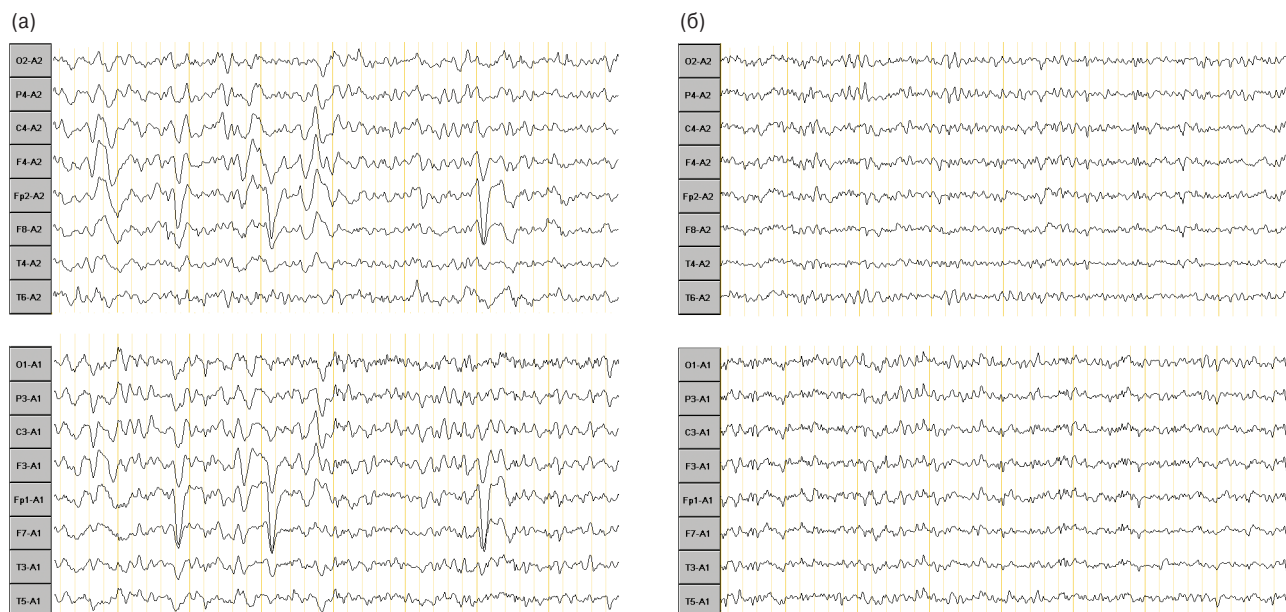 (а)
O2-A2
P4-A2
C4-A2
F4-A2
Fp2-A2
F8-A2
T4-A2
T6-A2
O1-A1
P3-A1
C3-A1
F3-A1
Fp1-A1
F7-A1
T3-A1
T5-A1
(б)
O2-A2
P4-A2
C4-A2
F4-A2
Fp2-A2
F8-A2
T4-A2
T6-A2
O1-A1
P3-A1
C3-A1
F3-A1
Fp1-A1
F7-A1
T3-A1
T5-A1